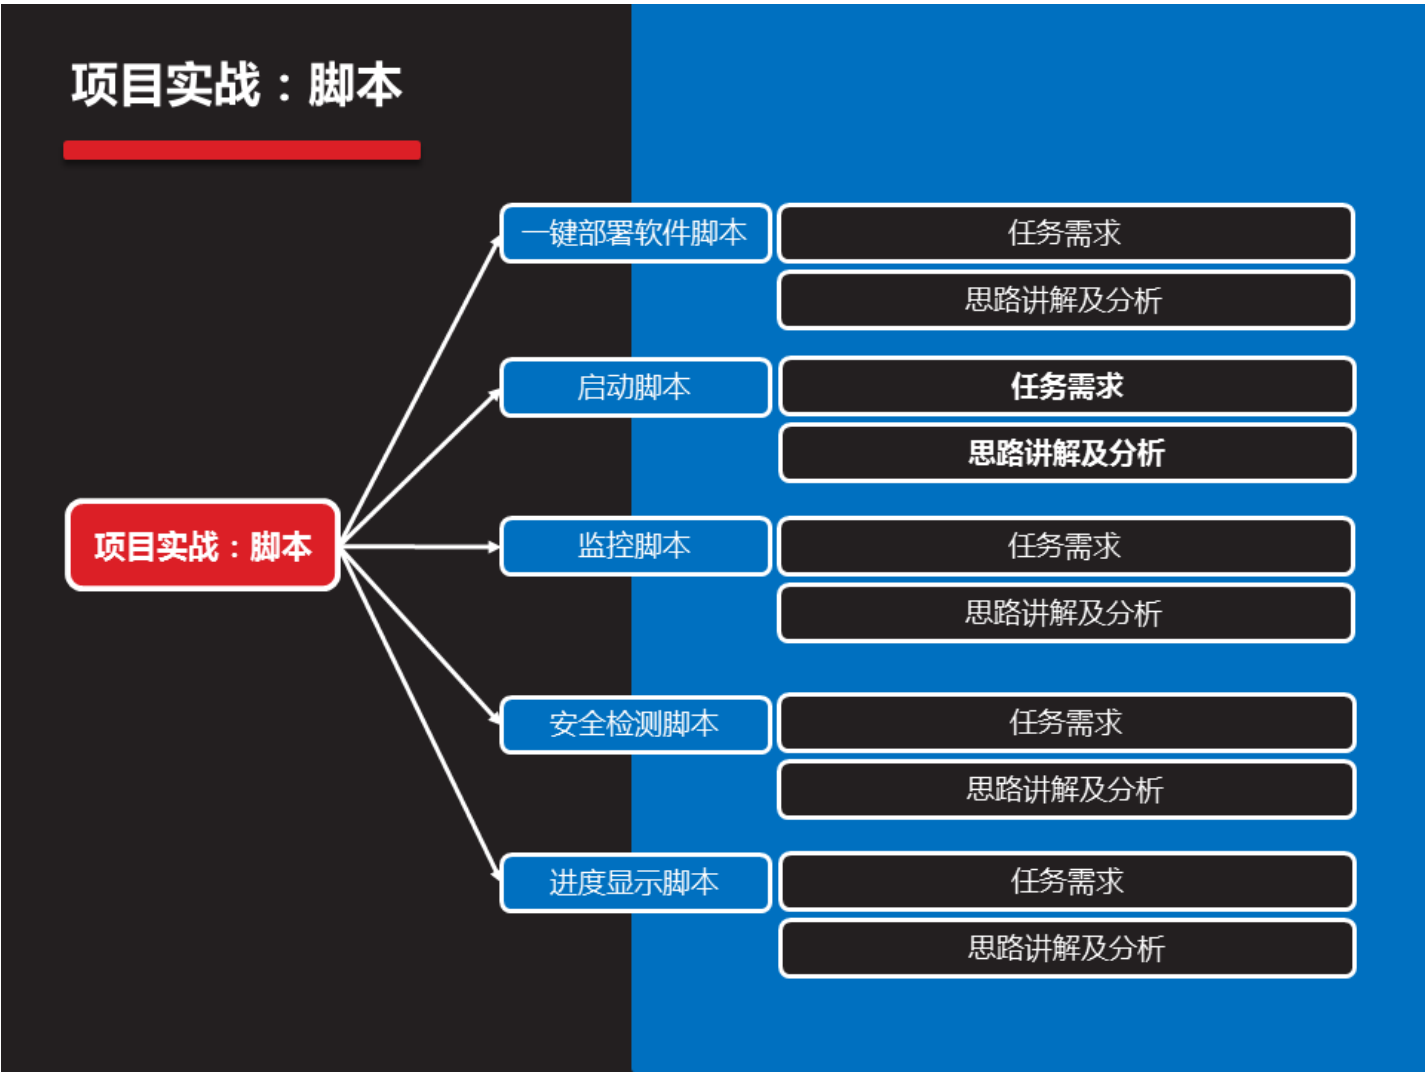 项目实战：脚本
一键部署软件脚本
任务需求
思路讲解及分析
启动脚本
任务需求
思路讲解及分析
项目实战：脚本
监控脚本
任务需求
思路讲解及分析
安全检测脚本
任务需求
思路讲解及分析
进度显示脚本
任务需求
思路讲解及分析